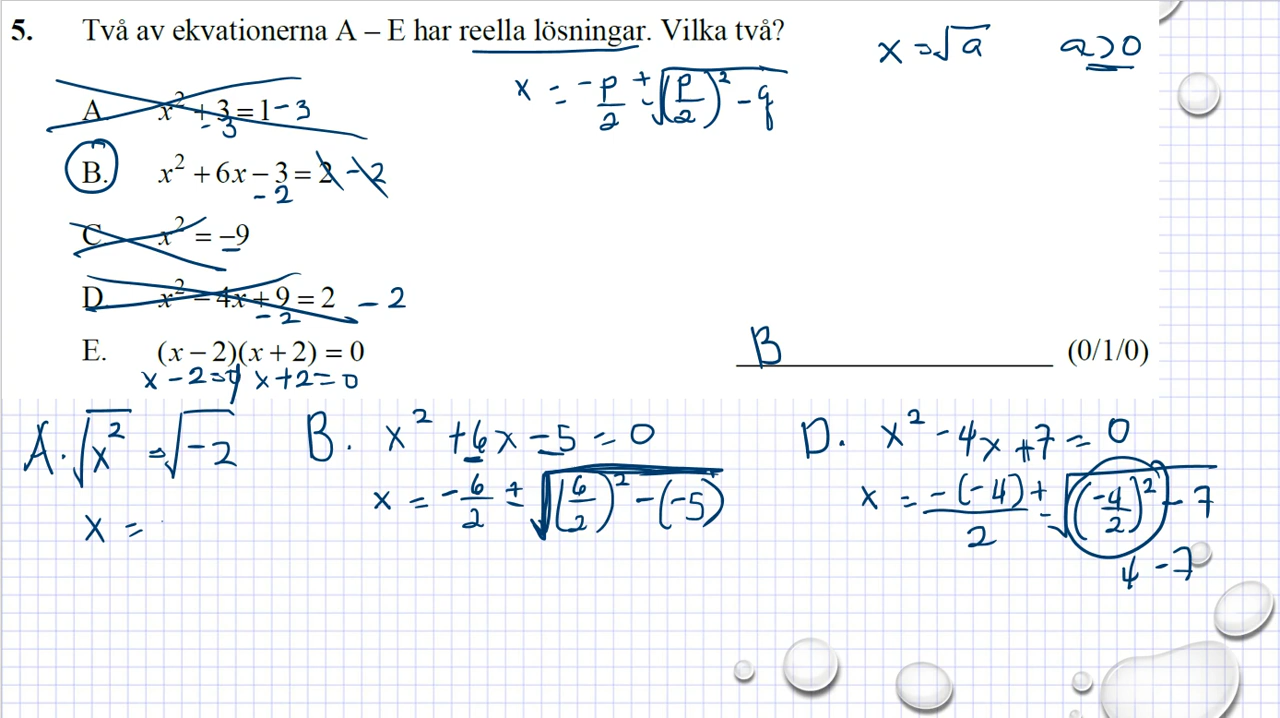 5. Två av ekvationerna A – E har reella lösningar. Vilka två?
x = √a a > 0
x = -p/2 ± √((p/2)² - q)
A. x² + 3 = 1 - 3
- 3
B. x² + 6x - 3 = 2 - 2
- 2
C. x² = -9
D. x² - 4x + 9 = 2 - 2
- 2
E. (x - 2)(x + 2) = 0
B (0/1/0)
x - 2 = 0 x + 2 = 0
A. √x² = √-2 B. x² + 6x - 5 = 0 D. x² - 4x + 7 = 0
x = x = -6/2 ± √((6/2)² - (-5)) x = -(-4)/2 ± √((-4/2)² - 7)
4 - 7